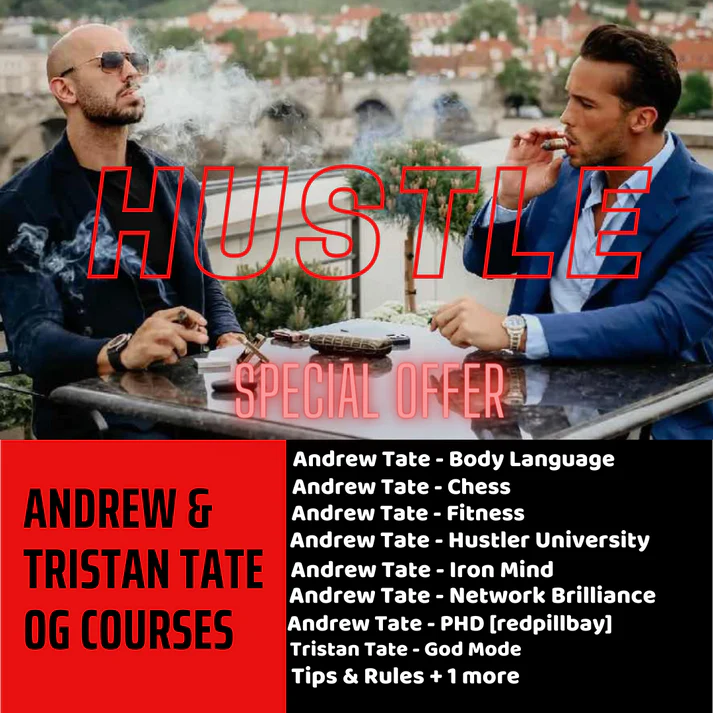 HUSTLE
SPECIAL OFFER
ANDREW &
TRISTAN TATE
OG COURSES
Andrew Tate - Body Language
Andrew Tate - Chess
Andrew Tate - Fitness
Andrew Tate - Hustler University
Andrew Tate - Iron Mind
Andrew Tate - Network Brilliance
Andrew Tate - PHD [redpillbay]
Tristan Tate - God Mode
Tips & Rules + 1 more